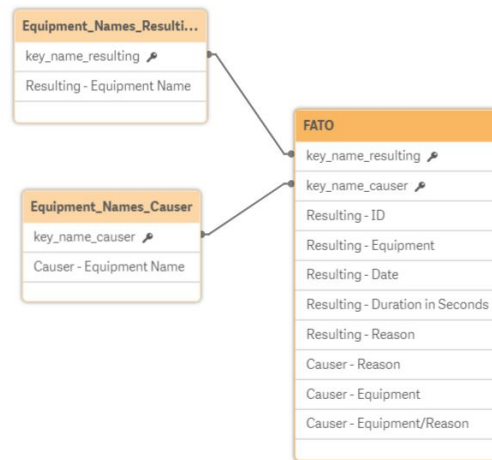 Equipment_Names_Resulti...
key_name_resulting
Resulting - Equipment Name
Equipment_Names_Causer
key_name_causer
Causer - Equipment Name
FATO
key_name_resulting
key_name_causer
Resulting - ID
Resulting - Equipment
Resulting - Date
Resulting - Duration in Seconds
Resulting - Reason
Causer - Reason
Causer - Equipment
Causer - Equipment/Reason